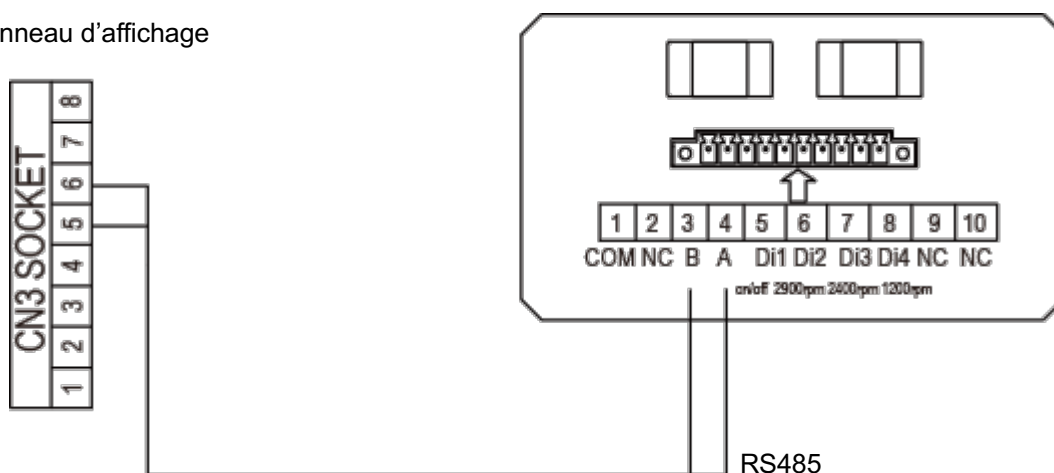 nneau d’affichage
CN3 SOCKET
8
7
6
5
4
3
2
1
1 2 3 4 5 6 7 8 9 10
COM NC B A Di1 Di2 Di3 Di4 NC NC
on/off 2900rpm 2400rpm 1200rpm
RS485